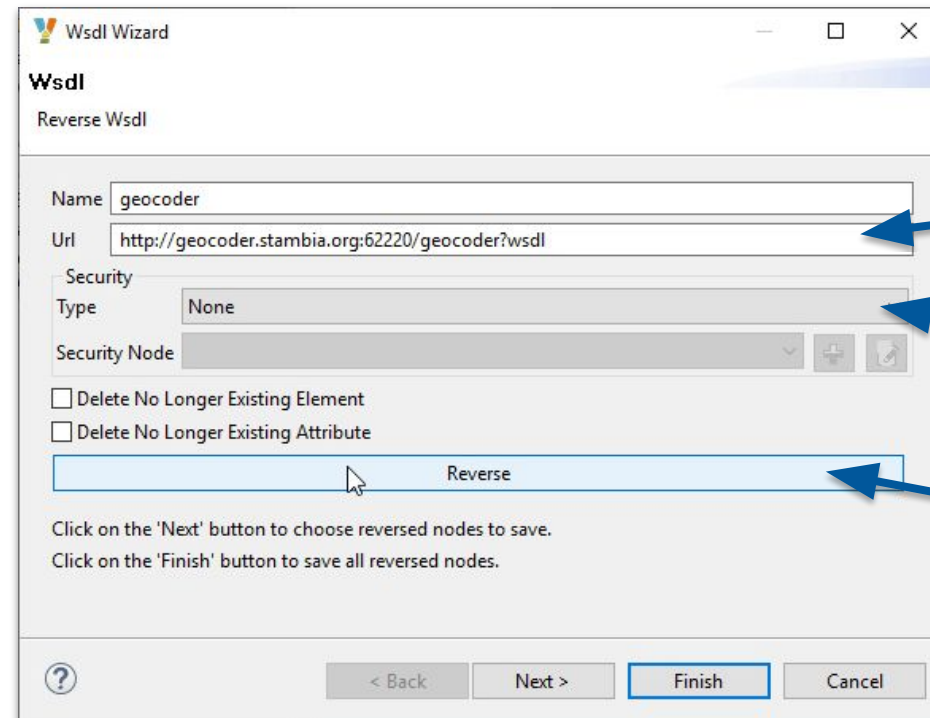 Wsdl Wizard
Wsdl
Reverse Wsdl
Name geocoder
Url http://geocoder.stambia.org:62220/geocoder?wsdl
Security
Type None
Security Node
Delete No Longer Existing Element
Delete No Longer Existing Attribute
Reverse
Click on the 'Next' button to choose reversed nodes to save.
Click on the 'Finish' button to save all reversed nodes.
? < Back Next > Finish Cancel